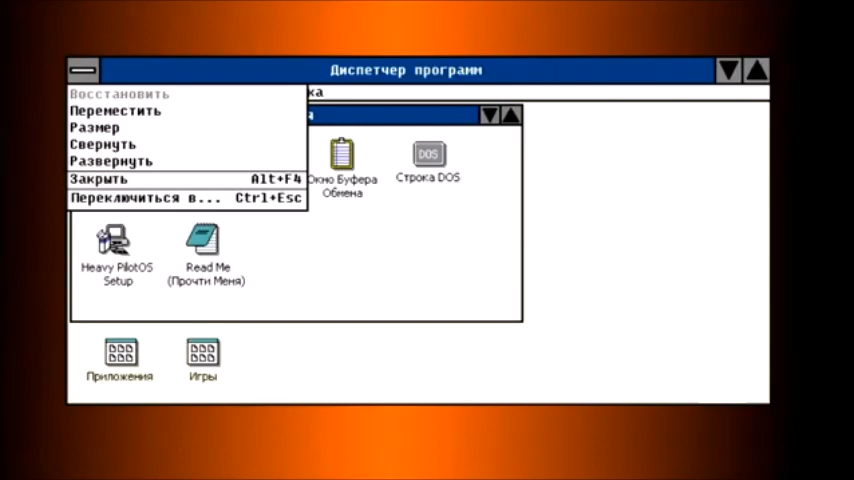 Диспетчер программ
Восстановить
Переместить
Размер
Свернуть
Развернуть
Закрыть Alt+F4
Переключиться в... Ctrl+Esc
DOS
Окно Буфера
Обмена
Строка DOS
Heavy PilotOS
Setup
Read Me
(Прочти Меня)
Приложения
Игры